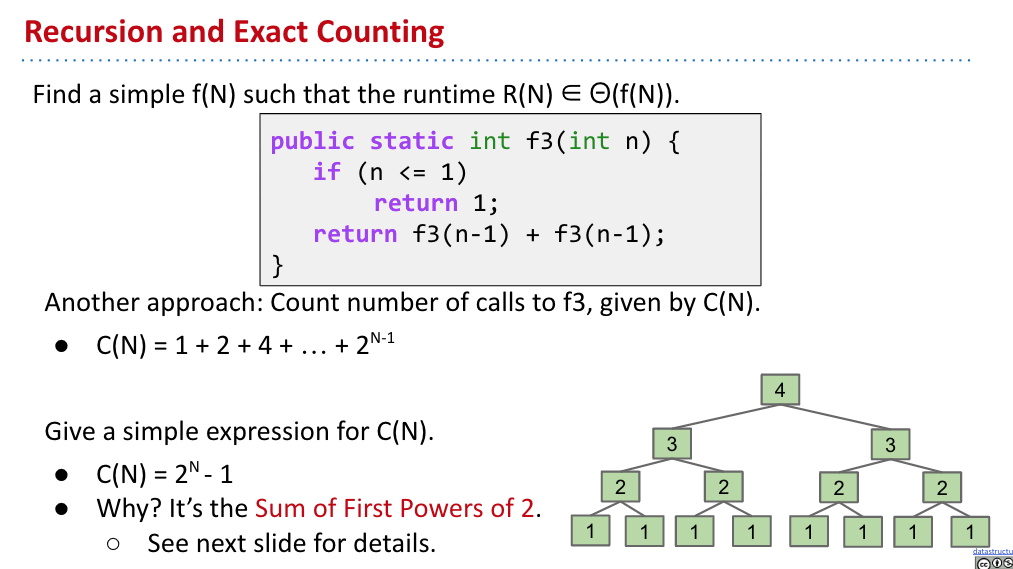 Recursion and Exact Counting
Find a simple f(N) such that the runtime R(N) ∈ Θ(f(N)).
public static int f3(int n) {
if (n <= 1)
return 1;
return f3(n-1) + f3(n-1);
}
Another approach: Count number of calls to f3, given by C(N).
● C(N) = 1 + 2 + 4 + … + 2^N-1
Give a simple expression for C(N).
● C(N) = 2^N - 1
● Why? It’s the Sum of First Powers of 2.
○ See next slide for details.
4
3 3
2 2 2 2
1 1 1 1 1 1 1 1
datastructu